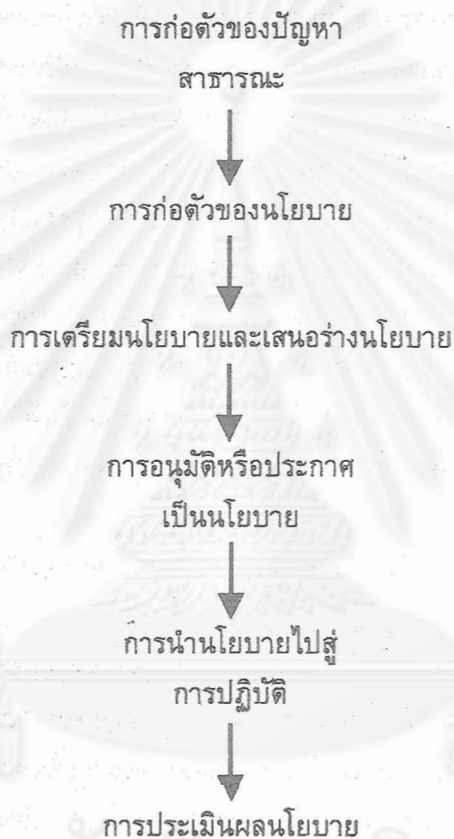 การก่อตัวของปัญหา
สาธารณะ
การก่อตัวของนโยบาย
การเตรียมนโยบายและเสนอร่างนโยบาย
การอนุมัติหรือประกาศ
เป็นนโยบาย
การนำนโยบายไปสู่
การปฏิบัติ
การประเมินผลนโยบาย